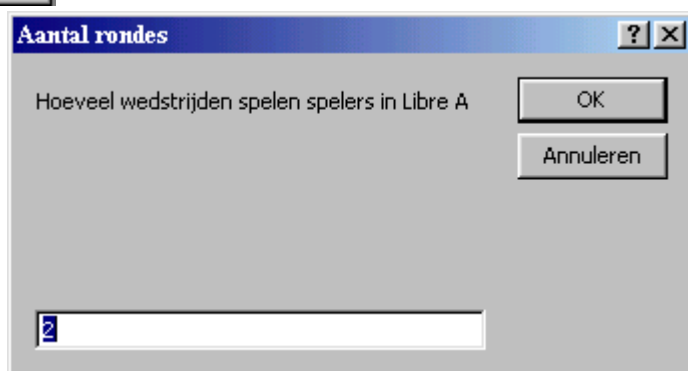 Aantal rondes
Hoeveel wedstrijden spelen spelers in Libre A
OK
Annuleren
2